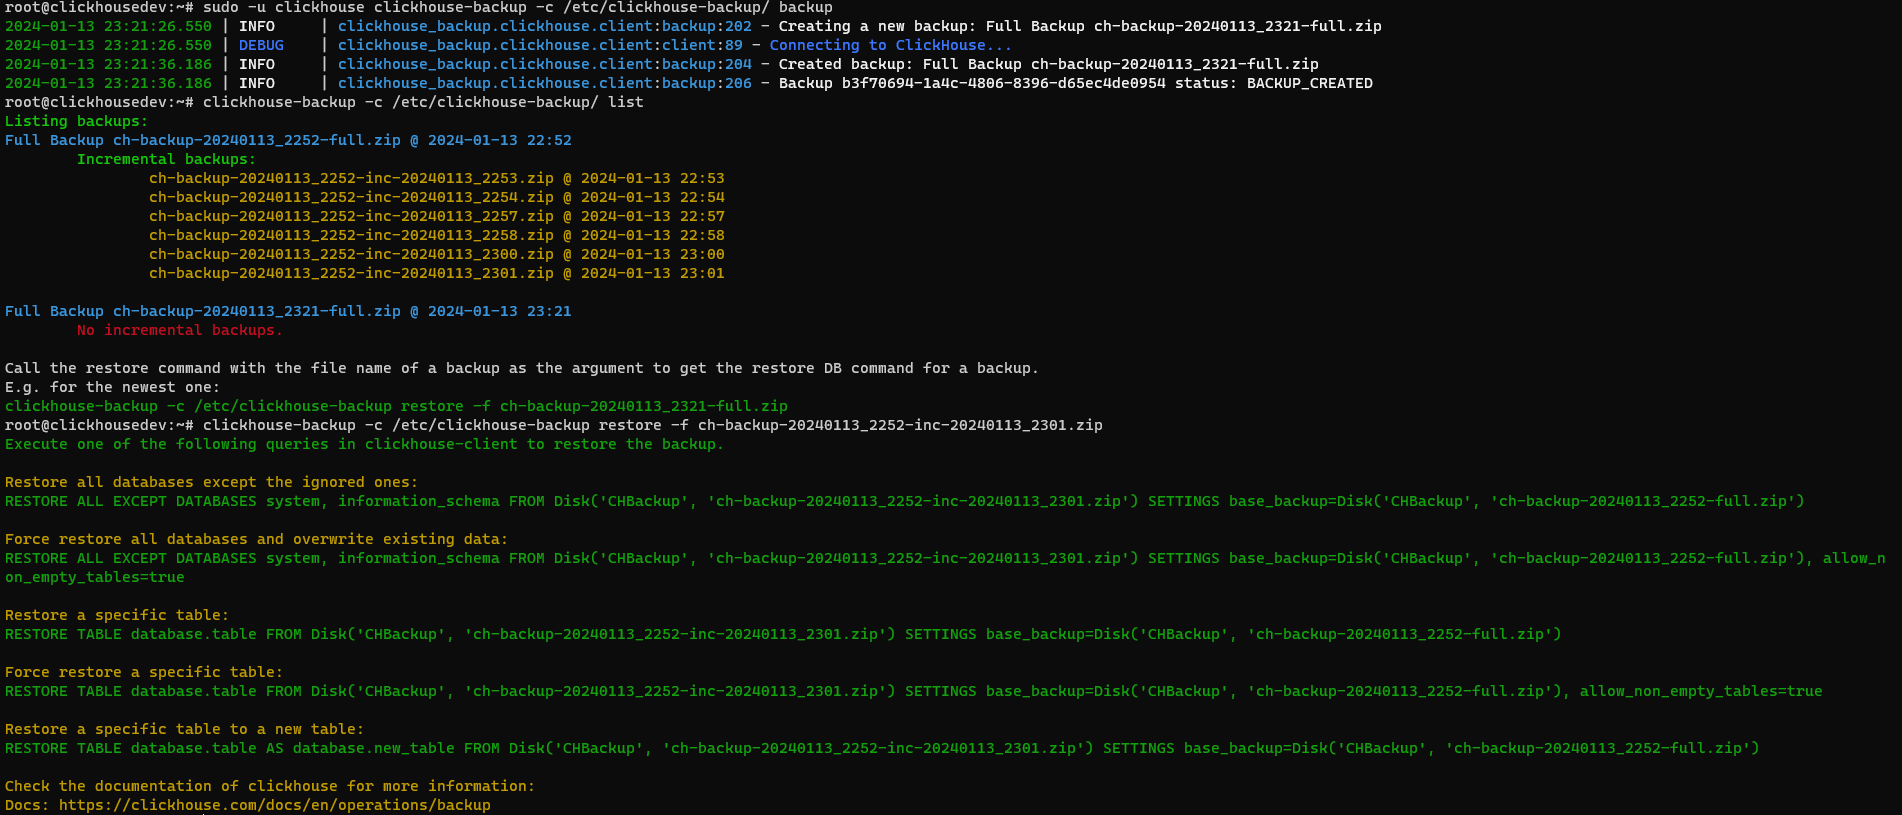 root@clickhousedev:~# sudo -u clickhouse clickhouse-backup -c /etc/clickhouse-backup/ backup
2024-01-13 23:21:26.550 | INFO     | clickhouse_backup.clickhouse.client:backup:202 - Creating a new backup: Full Backup ch-backup-20240113_2321-full.zip
2024-01-13 23:21:26.550 | DEBUG    | clickhouse_backup.clickhouse.client:client:89 - Connecting to ClickHouse...
2024-01-13 23:21:36.186 | INFO     | clickhouse_backup.clickhouse.client:backup:204 - Created backup: Full Backup ch-backup-20240113_2321-full.zip
2024-01-13 23:21:36.186 | INFO     | clickhouse_backup.clickhouse.client:backup:206 - Backup b3f70694-1a4c-4806-8396-d65ec4de0954 status: BACKUP_CREATED
root@clickhousedev:~# clickhouse-backup -c /etc/clickhouse-backup/ list
Listing backups:
Full Backup ch-backup-20240113_2252-full.zip @ 2024-01-13 22:52
Incremental backups:
ch-backup-20240113_2252-inc-20240113_2253.zip @ 2024-01-13 22:53
ch-backup-20240113_2252-inc-20240113_2254.zip @ 2024-01-13 22:54
ch-backup-20240113_2252-inc-20240113_2257.zip @ 2024-01-13 22:57
ch-backup-20240113_2252-inc-20240113_2258.zip @ 2024-01-13 22:58
ch-backup-20240113_2252-inc-20240113_2300.zip @ 2024-01-13 23:00
ch-backup-20240113_2252-inc-20240113_2301.zip @ 2024-01-13 23:01
Full Backup ch-backup-20240113_2321-full.zip @ 2024-01-13 23:21
No incremental backups.
Call the restore command with the file name of a backup as the argument to get the restore DB command for a backup.
E.g. for the newest one:
clickhouse-backup -c /etc/clickhouse-backup restore -f ch-backup-20240113_2321-full.zip
root@clickhousedev:~# clickhouse-backup -c /etc/clickhouse-backup restore -f ch-backup-20240113_2252-inc-20240113_2301.zip
Execute one of the following queries in clickhouse-client to restore the backup.
Restore all databases except the ignored ones:
RESTORE ALL EXCEPT DATABASES system, information_schema FROM Disk('CHBackup', 'ch-backup-20240113_2252-inc-20240113_2301.zip') SETTINGS base_backup=Disk('CHBackup', 'ch-backup-20240113_2252-full.zip')
Force restore all databases and overwrite existing data:
RESTORE ALL EXCEPT DATABASES system, information_schema FROM Disk('CHBackup', 'ch-backup-20240113_2252-inc-20240113_2301.zip') SETTINGS base_backup=Disk('CHBackup', 'ch-backup-20240113_2252-full.zip'), allow_n
on_empty_tables=true
Restore a specific table:
RESTORE TABLE database.table FROM Disk('CHBackup', 'ch-backup-20240113_2252-inc-20240113_2301.zip') SETTINGS base_backup=Disk('CHBackup', 'ch-backup-20240113_2252-full.zip')
Force restore a specific table:
RESTORE TABLE database.table FROM Disk('CHBackup', 'ch-backup-20240113_2252-inc-20240113_2301.zip') SETTINGS base_backup=Disk('CHBackup', 'ch-backup-20240113_2252-full.zip'), allow_non_empty_tables=true
Restore a specific table to a new table:
RESTORE TABLE database.table AS database.new_table FROM Disk('CHBackup', 'ch-backup-20240113_2252-inc-20240113_2301.zip') SETTINGS base_backup=Disk('CHBackup', 'ch-backup-20240113_2252-full.zip')
Check the documentation of clickhouse for more information:
Docs: https://clickhouse.com/docs/en/operations/backup